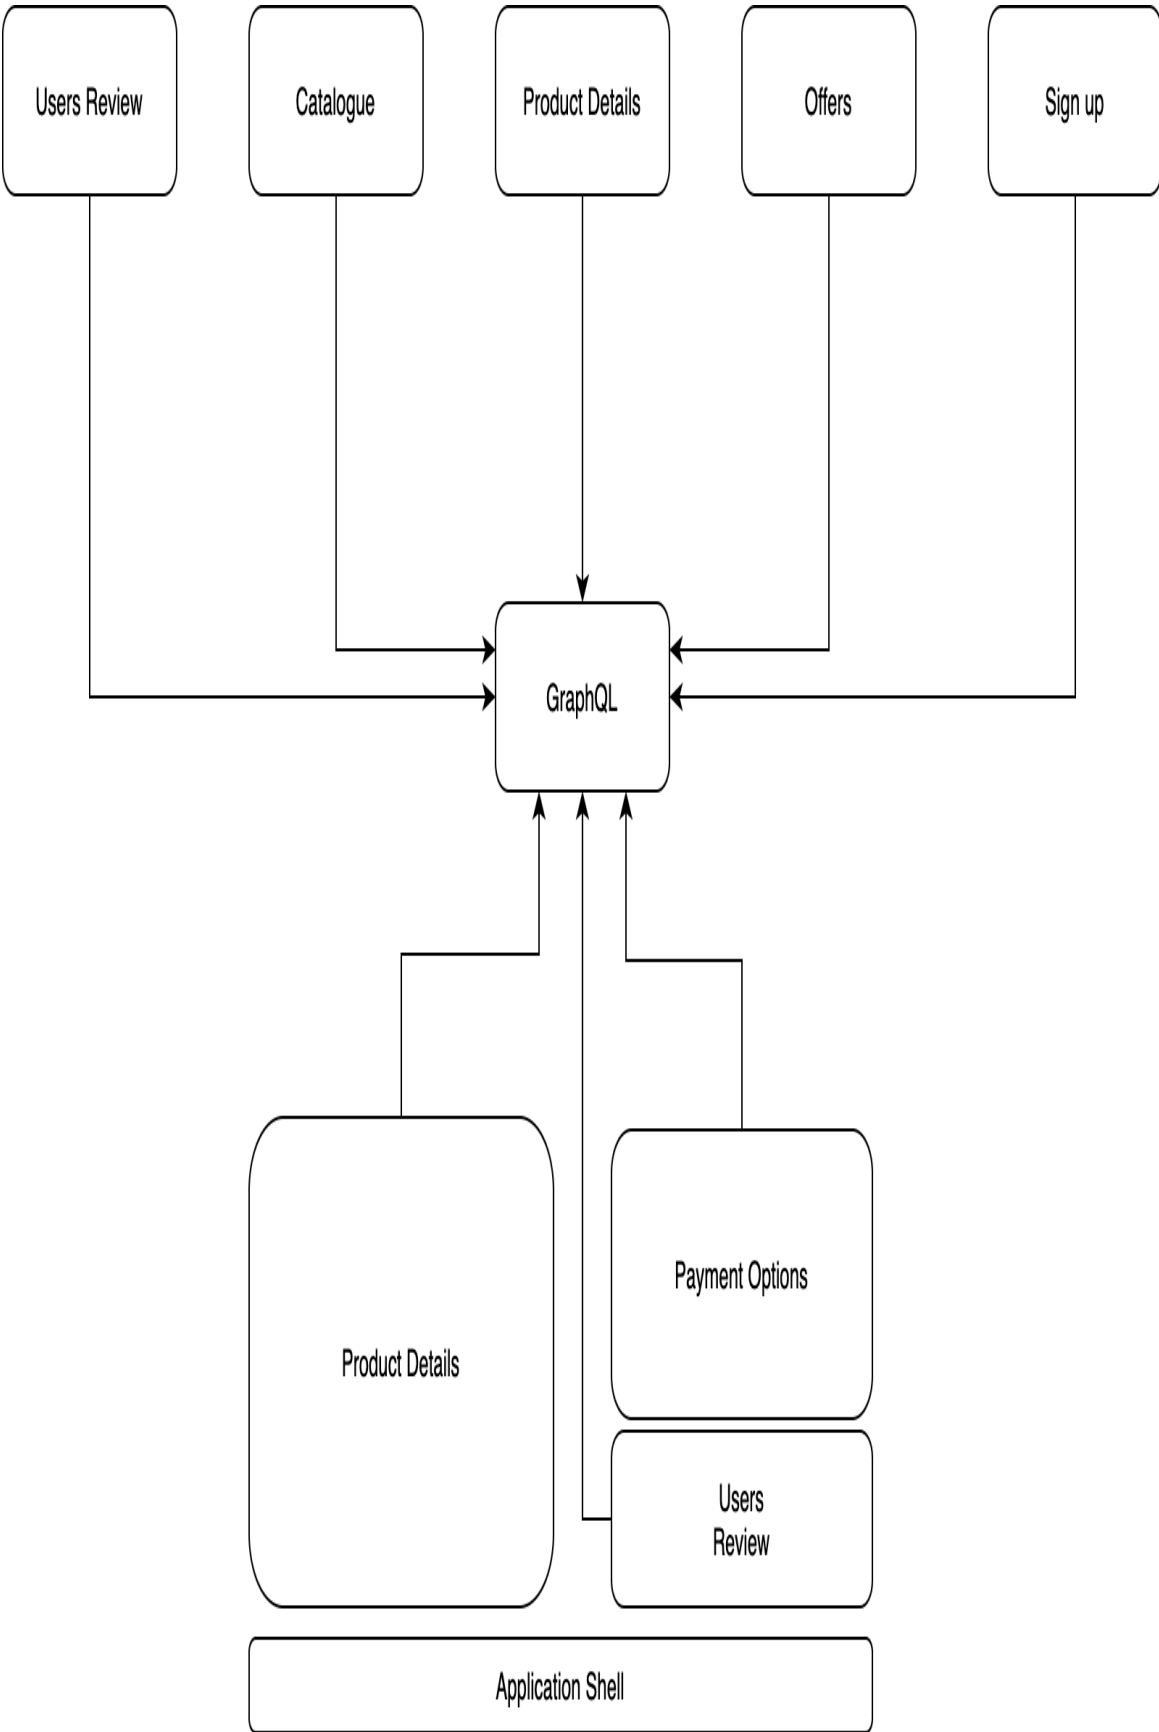 Users Review
Catalogue
Product Details
Offers
Sign up
GraphQL
Product Details
Payment Options
Users
Review
Application Shell